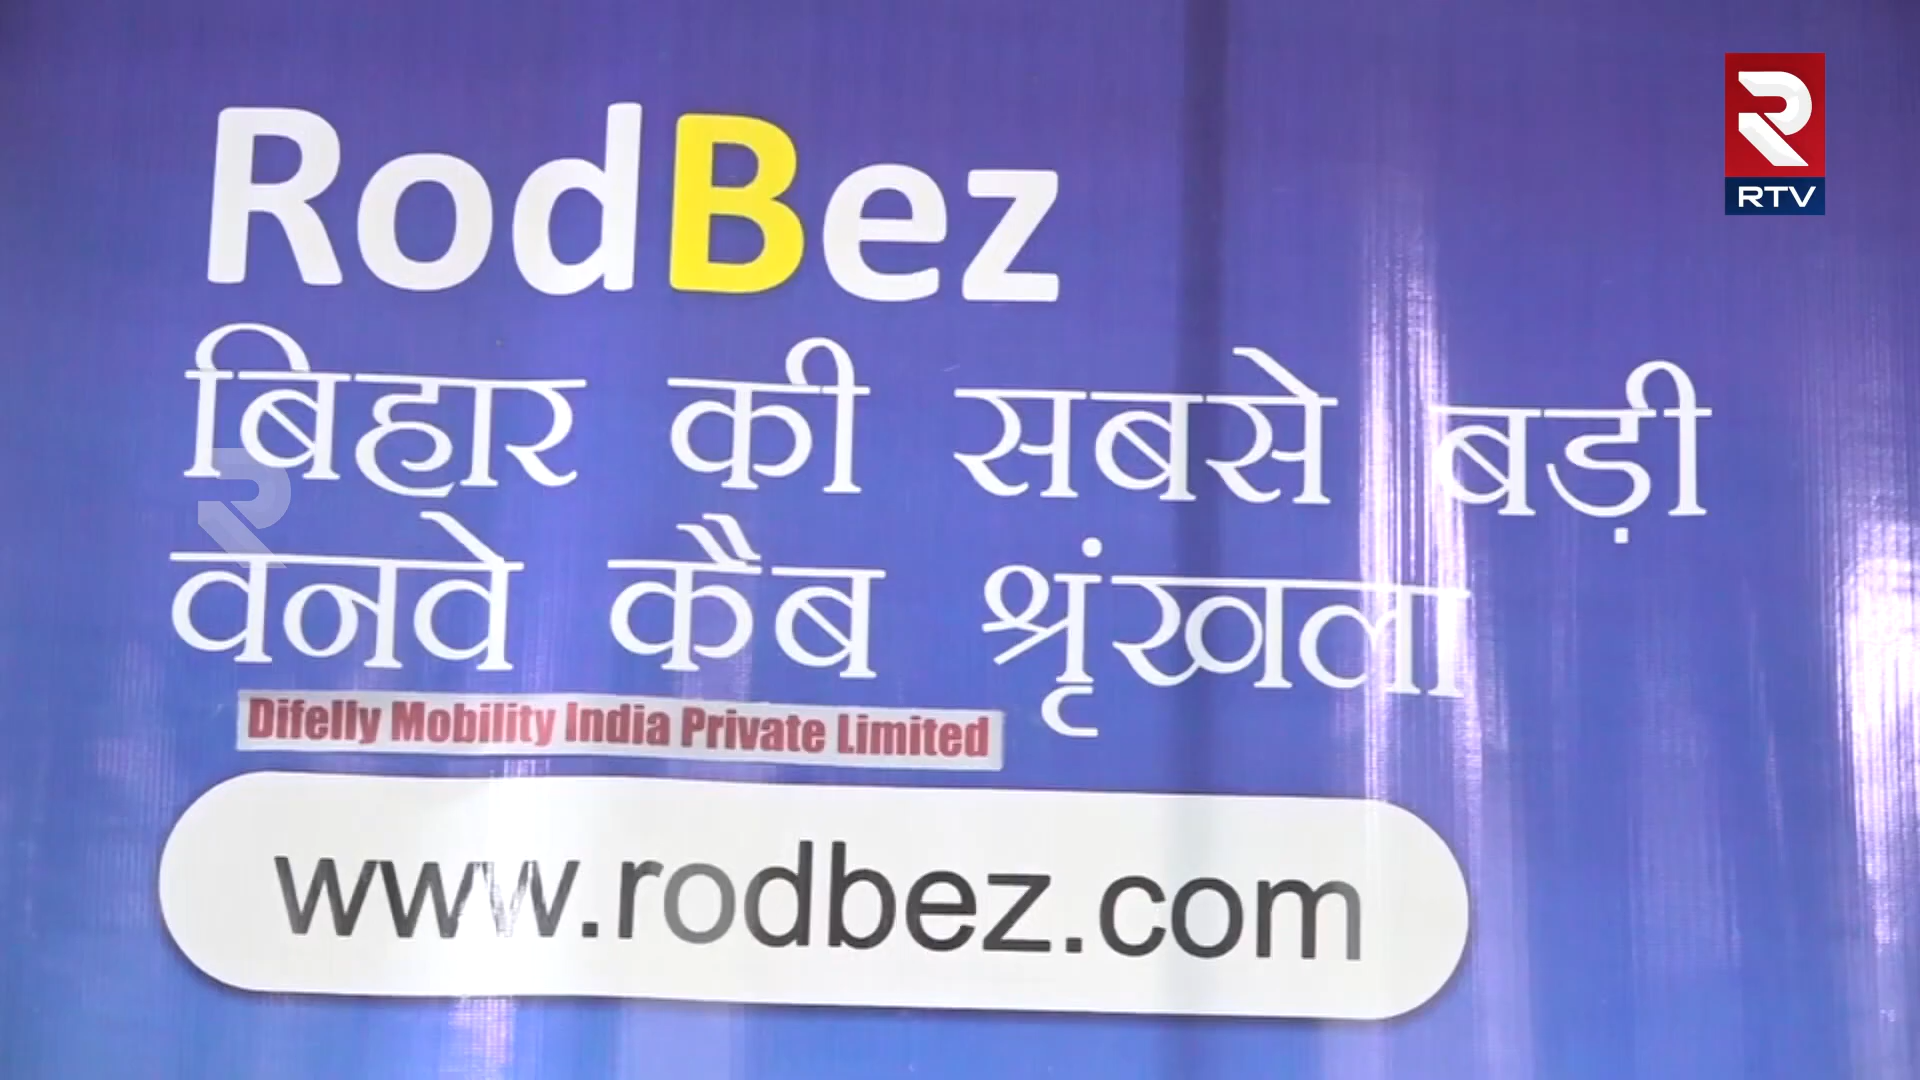 RodBez
बिहार की सबसे बड़ी
वनवे कैब श्रृंखला
Difelly Mobility India Private Limited
www.rodbez.com
RTV